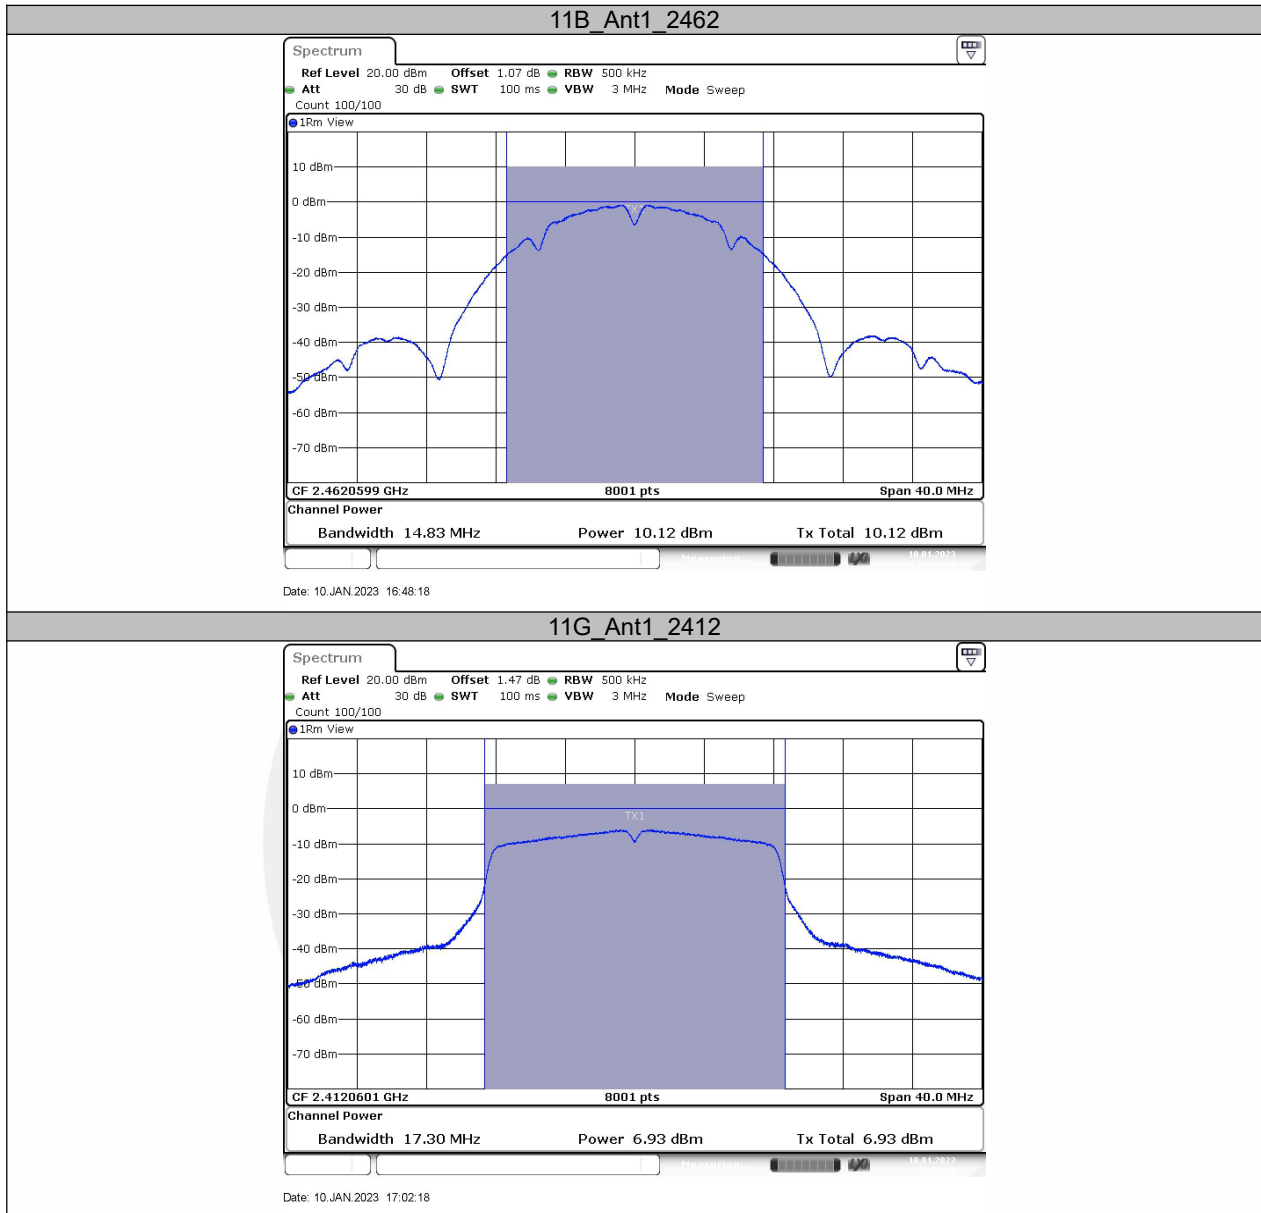 11B_Ant1_2462
Spectrum
Ref Level 20.00 dBm Offset 1.07 dB RBW 500 kHz
Att 30 dB SWT 100 ms VBW 3 MHz Mode Sweep
Count 100/100
1Rm View
10 dBm
0 dBm
-10 dBm
-20 dBm
-30 dBm
-40 dBm
-50 dBm
-60 dBm
-70 dBm
CF 2.4620599 GHz 8001 pts Span 40.0 MHz
Channel Power
Bandwidth 14.83 MHz Power 10.12 dBm Tx Total 10.12 dBm
Measuring... 10.01.2023
Date: 10.JAN.2023 16:48:18
11G_Ant1_2412
Spectrum
Ref Level 20.00 dBm Offset 1.47 dB RBW 500 kHz
Att 30 dB SWT 100 ms VBW 3 MHz Mode Sweep
Count 100/100
1Rm View
10 dBm
0 dBm
TX1
-10 dBm
-20 dBm
-30 dBm
-40 dBm
-50 dBm
-60 dBm
-70 dBm
CF 2.4120601 GHz 8001 pts Span 40.0 MHz
Channel Power
Bandwidth 17.30 MHz Power 6.93 dBm Tx Total 6.93 dBm
Measuring... 10.01.2023
Date: 10.JAN.2023 17:02:18